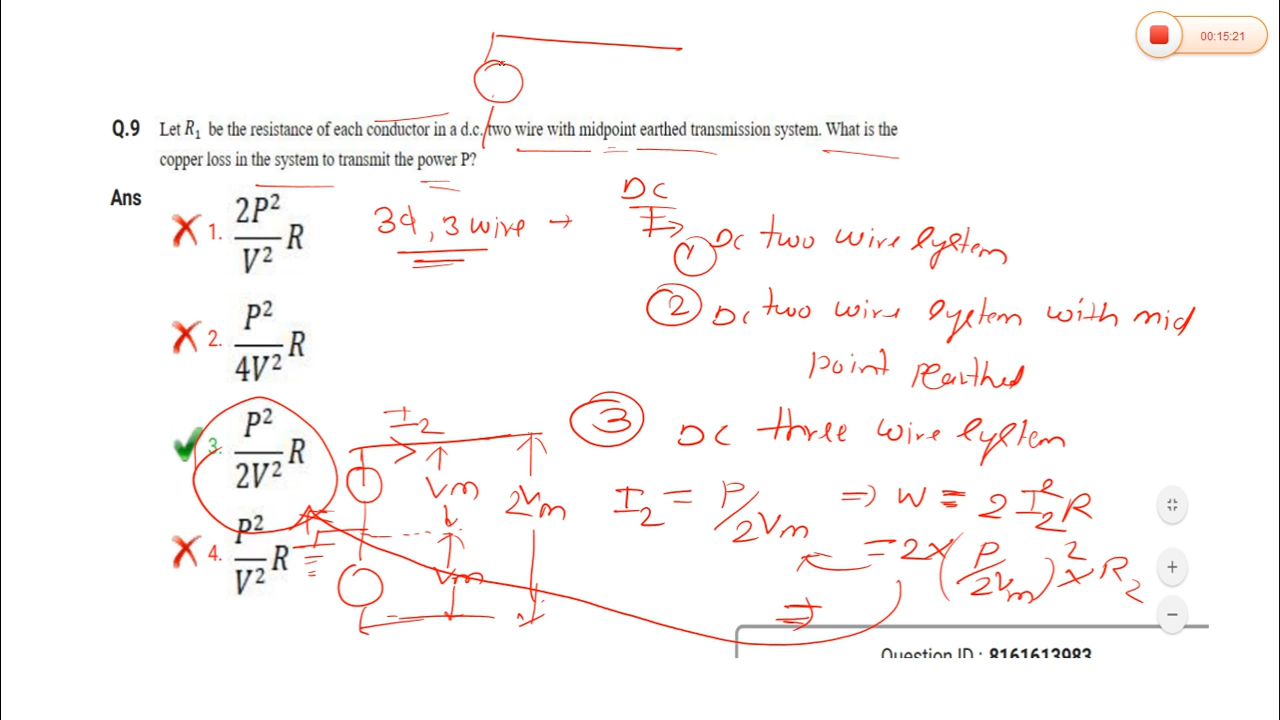 00:15:21
Q.9 Let R₁ be the resistance of each conductor in a d.c. two wire with midpoint earthed transmission system. What is the
copper loss in the system to transmit the power P?
Ans
1. 2P²/V² R
2. P²/4V² R
3. P²/2V² R
4. P²/V² R
3φ, 3 wire →
DC
① DC two wire system
② DC two wire system with mid
point earthed
③ DC three wire system
I₂
Vm
2Vm
Vm
I₂ = P/2Vm ⇒ W = 2 I₂² R
= 2 × (P/2Vm)² × R₂
Question ID : 8161613983